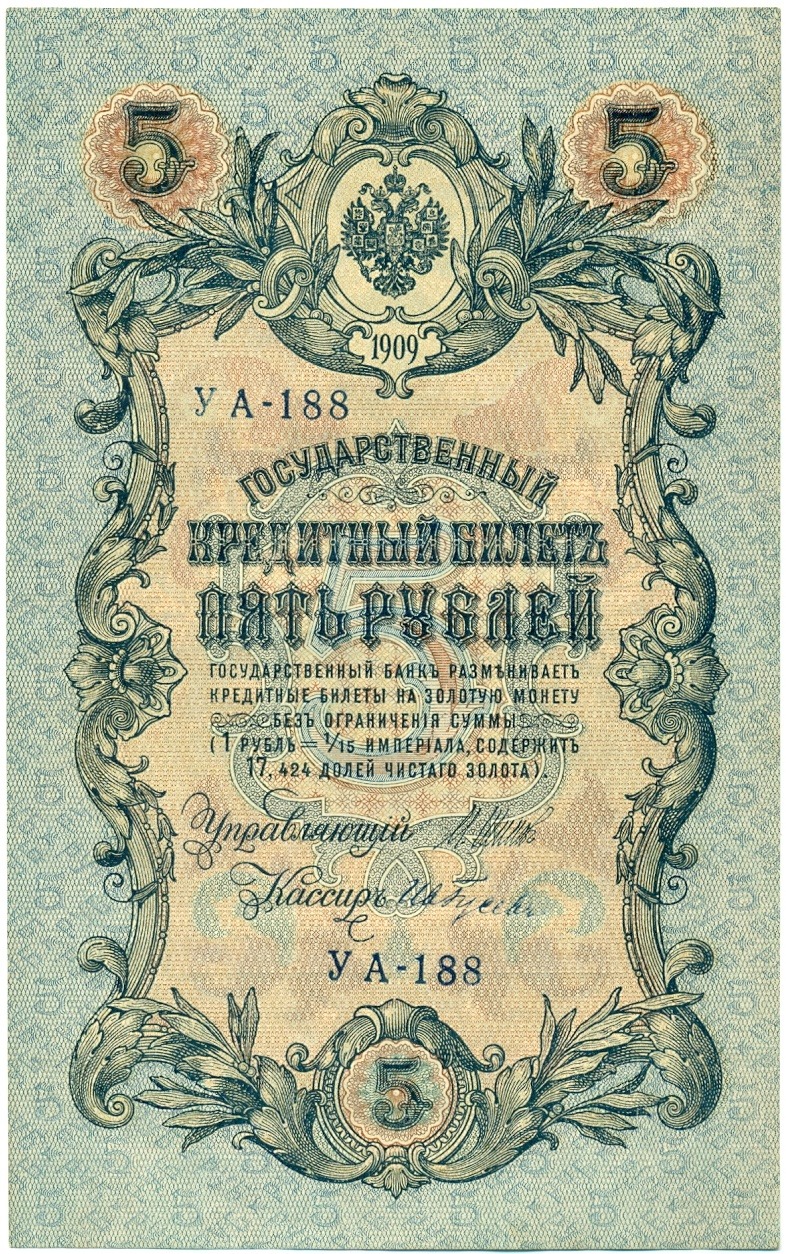 5 5
1909
УА-188
ГОСУДАРСТВЕННЫЙ
КРЕДИТНЫЙ БИЛЕТЪ
ПЯТЬ РУБЛЕЙ
ГОСУДАРСТВЕННЫЙ БАНКЪ РАЗМѢНИВАЕТЪ
КРЕДИТНЫЕ БИЛЕТЫ НА ЗОЛОТУЮ МОНЕТУ
БЕЗЪ ОГРАНИЧЕНІЯ СУММЫ
(1 РУБЛЬ = 1/15 ИМПЕРІАЛА, СОДЕРЖИТЪ
17,424 ДОЛЕЙ ЧИСТАГО ЗОЛОТА).
Управляющій
Кассиръ
УА-188
5